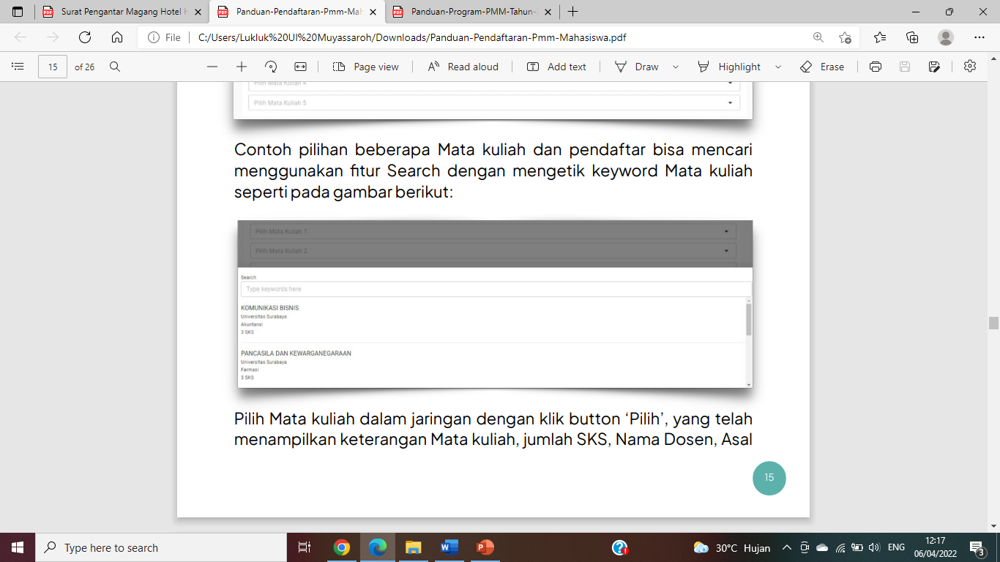 Surat Pengantar Magang Hotel H
Panduan-Pendaftaran-Pmm-Mah
Panduan-Program-PMM-Tahun-
File
C:/Users/Lukluk%20Ul%20Muyassaroh/Downloads/Panduan-Pendaftaran-Pmm-Mahasiswa.pdf
15 of 26
Page view
Read aloud
Add text
Draw
Highlight
Erase
Pilih Mata Kuliah 4
Pilih Mata Kuliah 5
Contoh pilihan beberapa Mata kuliah dan pendaftar bisa mencari
menggunakan fitur Search dengan mengetik keyword Mata kuliah
seperti pada gambar berikut:
Pilih Mata Kuliah 1
Pilih Mata Kuliah 2
Search
Type keywords here
KOMUNIKASI BISNIS
Universitas Surabaya
Akuntansi
3 SKS
PANCASILA DAN KEWARGANEGARAAN
Universitas Surabaya
Farmasi
3 SKS
Pilih Mata kuliah dalam jaringan dengan klik button ‘Pilih’, yang telah
menampilkan keterangan Mata kuliah, jumlah SKS, Nama Dosen, Asal
15
Type here to search
30°C Hujan
ENG
12:17
06/04/2022
3